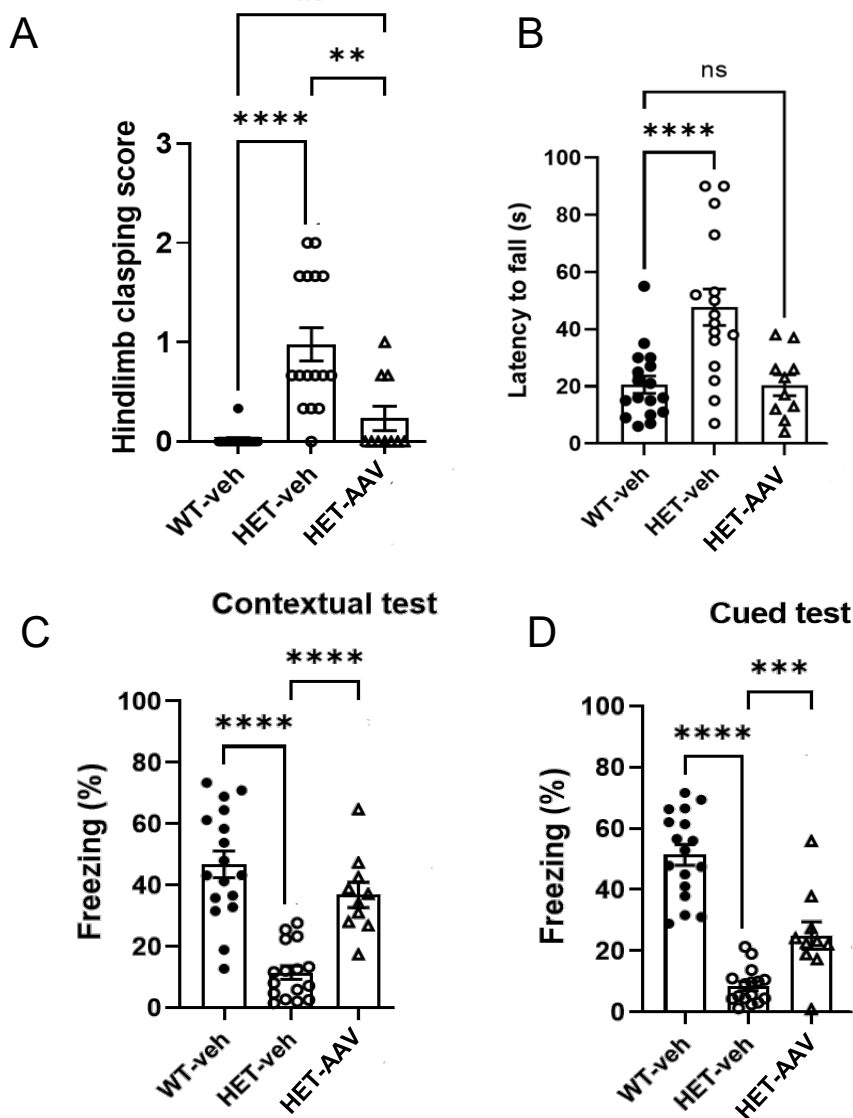 A
**
****
Hindlimb clasping score
3
2
1
0
WT-veh
HET-veh
HET-AAV
B
ns
****
Latency to fall (s)
100
80
60
40
20
0
WT-veh
HET-veh
HET-AAV
C
Contextual test
****
****
Freezing (%)
100
80
60
40
20
0
WT-veh
HET-veh
HET-AAV
D
Cued test
***
****
Freezing (%)
100
80
60
40
20
0
WT-veh
HET-veh
HET-AAV